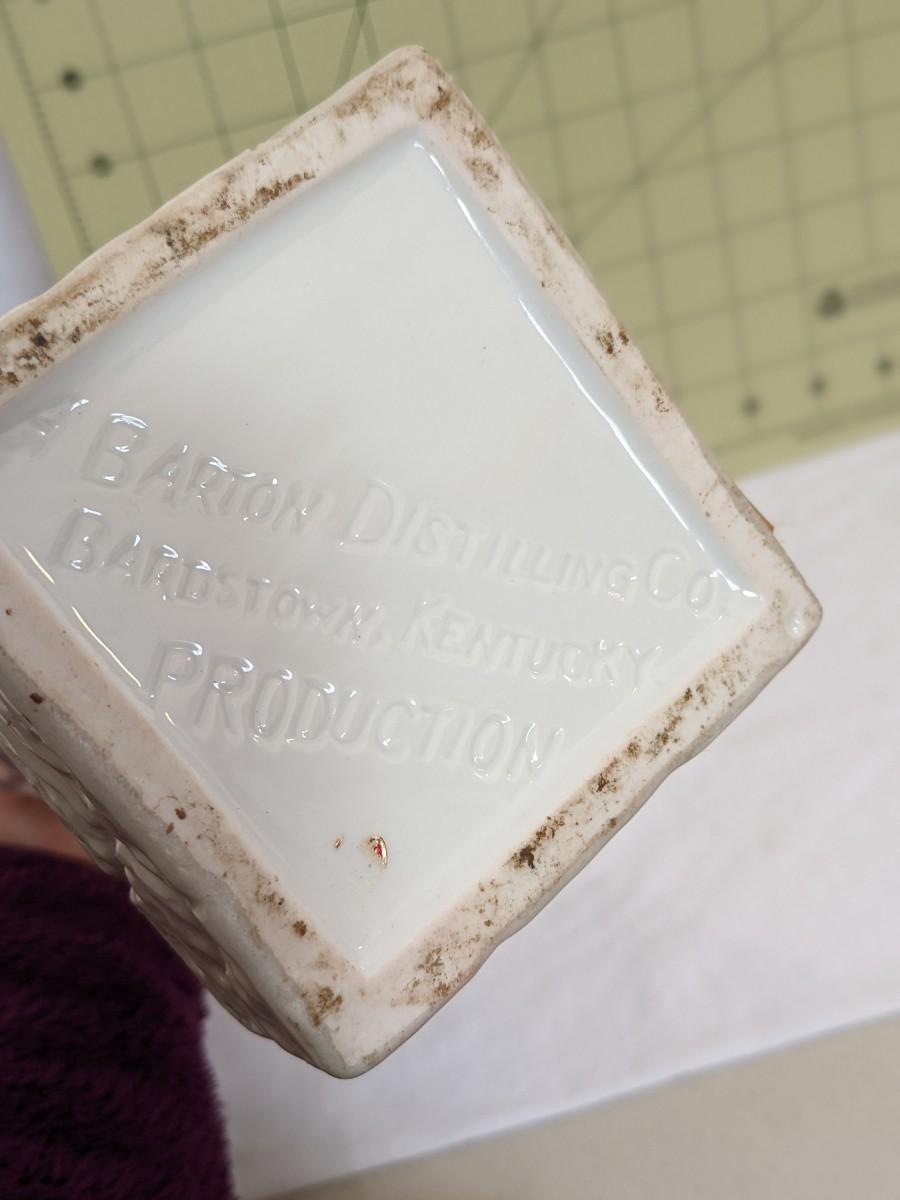 A BARTON DISTILLING CO.
BARDSTOWN, KENTUCKY.
PRODUCTION